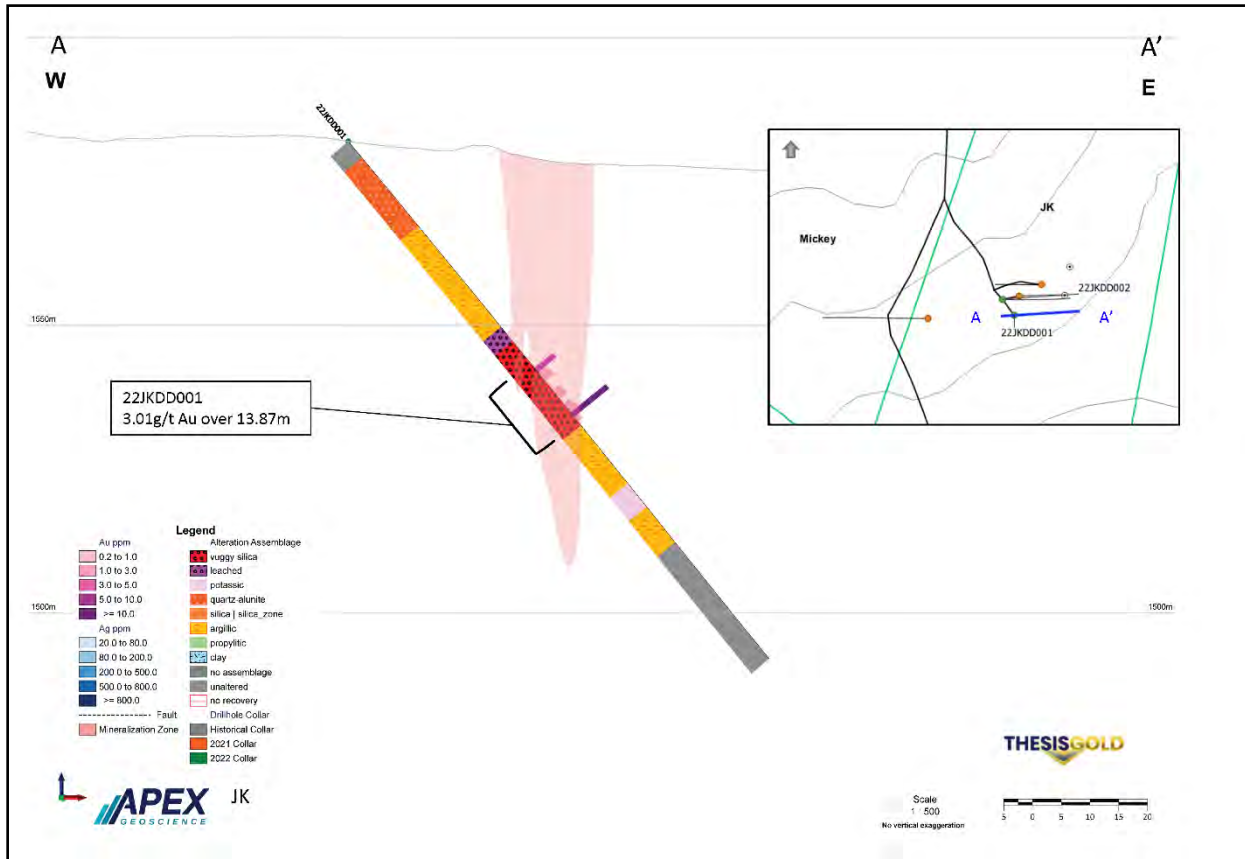 A
W
A'
E
22JKDD001
JK
Mickey
22JKDD002
A
A'
22JKDD001
1550m
22JKDD001
3.01g/t Au over 13.87m
Legend
Au ppm
0.2 to 1.0
1.0 to 3.0
3.0 to 5.0
5.0 to 10.0
>= 10.0
Ag ppm
20.0 to 80.0
80.0 to 200.0
200.0 to 500.0
500.0 to 800.0
>= 800.0
Fault
Mineralization Zone
Alteration Assemblage
vuggy silica
leached
potassic
quartz-alunite
silica | silica_zone
argillic
propylitic
clay
no assemblage
unaltered
no recovery
Drillhole Collar
Historical Collar
2021 Collar
2022 Collar
1500m
1500m
APEX
GEOSCIENCE
JK
THESISGOLD
Scale
1 : 500
No vertical exaggeration
5 0 5 10 15 20